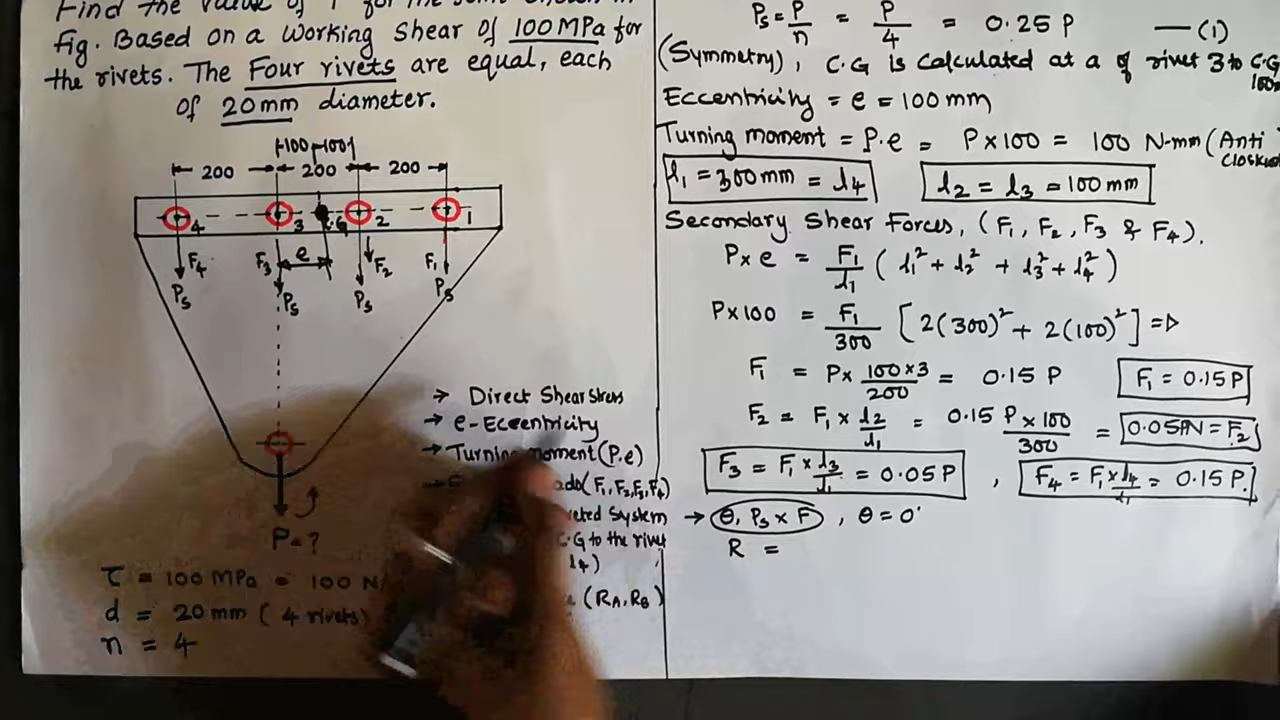 Find the value of P for the
Fig. Based on a Working Shear of 100 MPa for
the rivets. The Four rivets are equal, each
of 20mm diameter.
100 100
200 200 200
4 3 C.G 2 1
F4 F3 e F2 F1
Ps Ps Ps Ps
P = ?
τ = 100 MPa = 100 N/
d = 20 mm ( 4 rivets)
n = 4
→ Direct Shear Stress
→ e-Eccentricity
→ Turning moment (P.e)
(F1, F2, F3, F4)
System
C.G to the rivet
(RA, RB)
Ps = P/n = P/4 = 0.25 P — (1)
(Symmetry), C.G is calculated at a of rivet 3 to C.G
Eccentricity = e = 100 mm
Turning moment = P.e = P x 100 = 100 N-mm (Anti
l1 = 300 mm = l4 l2 = l3 = 100 mm
Secondary Shear Forces, (F1, F2, F3 & F4).
P x e = F1/l1 ( l1² + l2² + l3² + l4² )
P x 100 = F1/300 [ 2(300)² + 2(100)² ] =>
F1 = P x 100 x 3/200 = 0.15 P F1 = 0.15 P
F2 = F1 x l2/l1 = 0.15 P x 100/300 = 0.05PN = F2
F3 = F1 x l3/l1 = 0.05 P , F4 = F1 x l4/l1 = 0.15 P.
→ θ, Ps x F , θ = 0°
R =